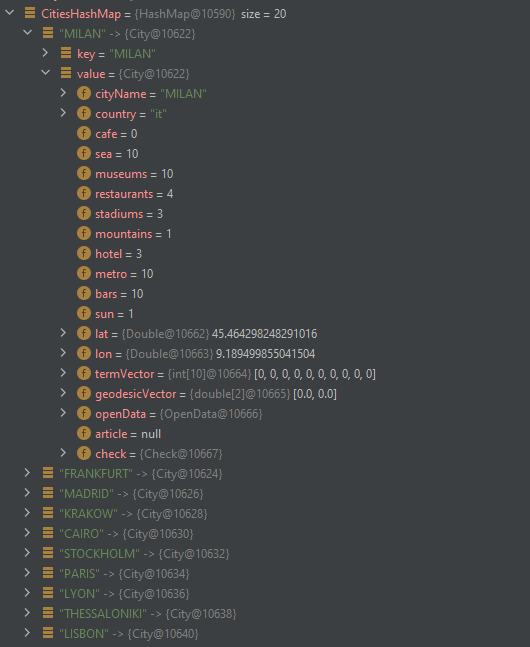 CitiesHashMap = {HashMap@10590} size = 20
"MILAN" -> {City@10622}
key = "MILAN"
value = {City@10622}
f cityName = "MILAN"
f country = "it"
f cafe = 0
f sea = 10
f museums = 10
f restaurants = 4
f stadiums = 3
f mountains = 1
f hotel = 3
f metro = 10
f bars = 10
f sun = 1
f lat = {Double@10662} 45.464298248291016
f lon = {Double@10663} 9.189499855041504
f termVector = {int[10]@10664} [0, 0, 0, 0, 0, 0, 0, 0, 0, 0]
f geodesicVector = {double[2]@10665} [0.0, 0.0]
f openData = {OpenData@10666}
f article = null
f check = {Check@10667}
"FRANKFURT" -> {City@10624}
"MADRID" -> {City@10626}
"KRAKOW" -> {City@10628}
"CAIRO" -> {City@10630}
"STOCKHOLM" -> {City@10632}
"PARIS" -> {City@10634}
"LYON" -> {City@10636}
"THESSALONIKI" -> {City@10638}
"LISBON" -> {City@10640}